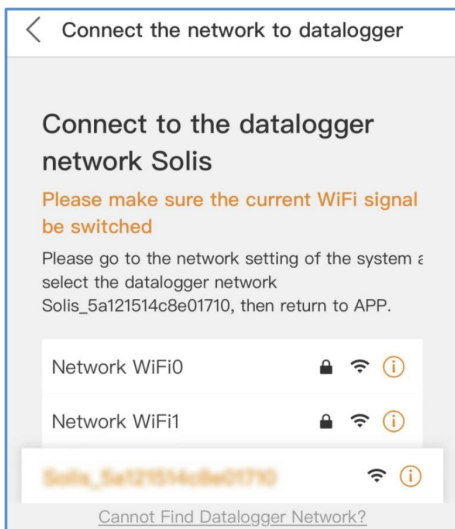 Connect the network to datalogger
Connect to the datalogger
network Solis
Please make sure the current WiFi signal
be switched
Please go to the network setting of the system a
select the datalogger network
Solis_5a121514c8e01710, then return to APP.
Network WiFi0
Network WiFi1
Solis_5a121514c8e01710
Cannot Find Datalogger Network?